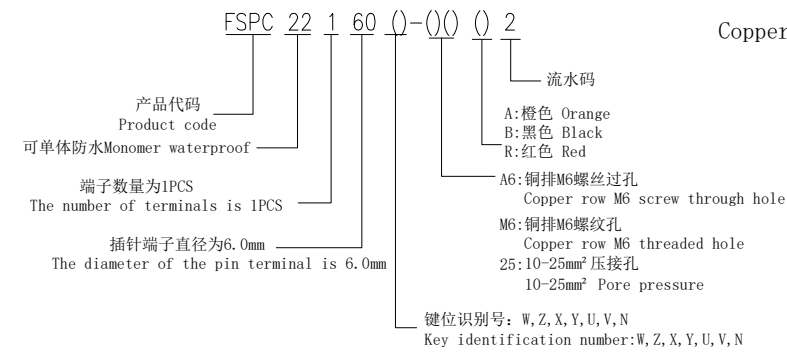 FSPC 22 1 60 ()-()() () 2
Copper
流水码
产品代码
Product code
A:橙色 Orange
B:黑色 Black
R:红色 Red
可单体防水Monomer waterproof
端子数量为1PCS
The number of terminals is 1PCS
A6:铜排M6螺丝过孔
Copper row M6 screw through hole
M6:铜排M6螺纹孔
Copper row M6 threaded hole
25:10-25mm²压接孔
10-25mm² Pore pressure
插针端子直径为6.0mm
The diameter of the pin terminal is 6.0mm
键位识别号: W,Z,X,Y,U,V,N
Key identification number:W,Z,X,Y,U,V,N